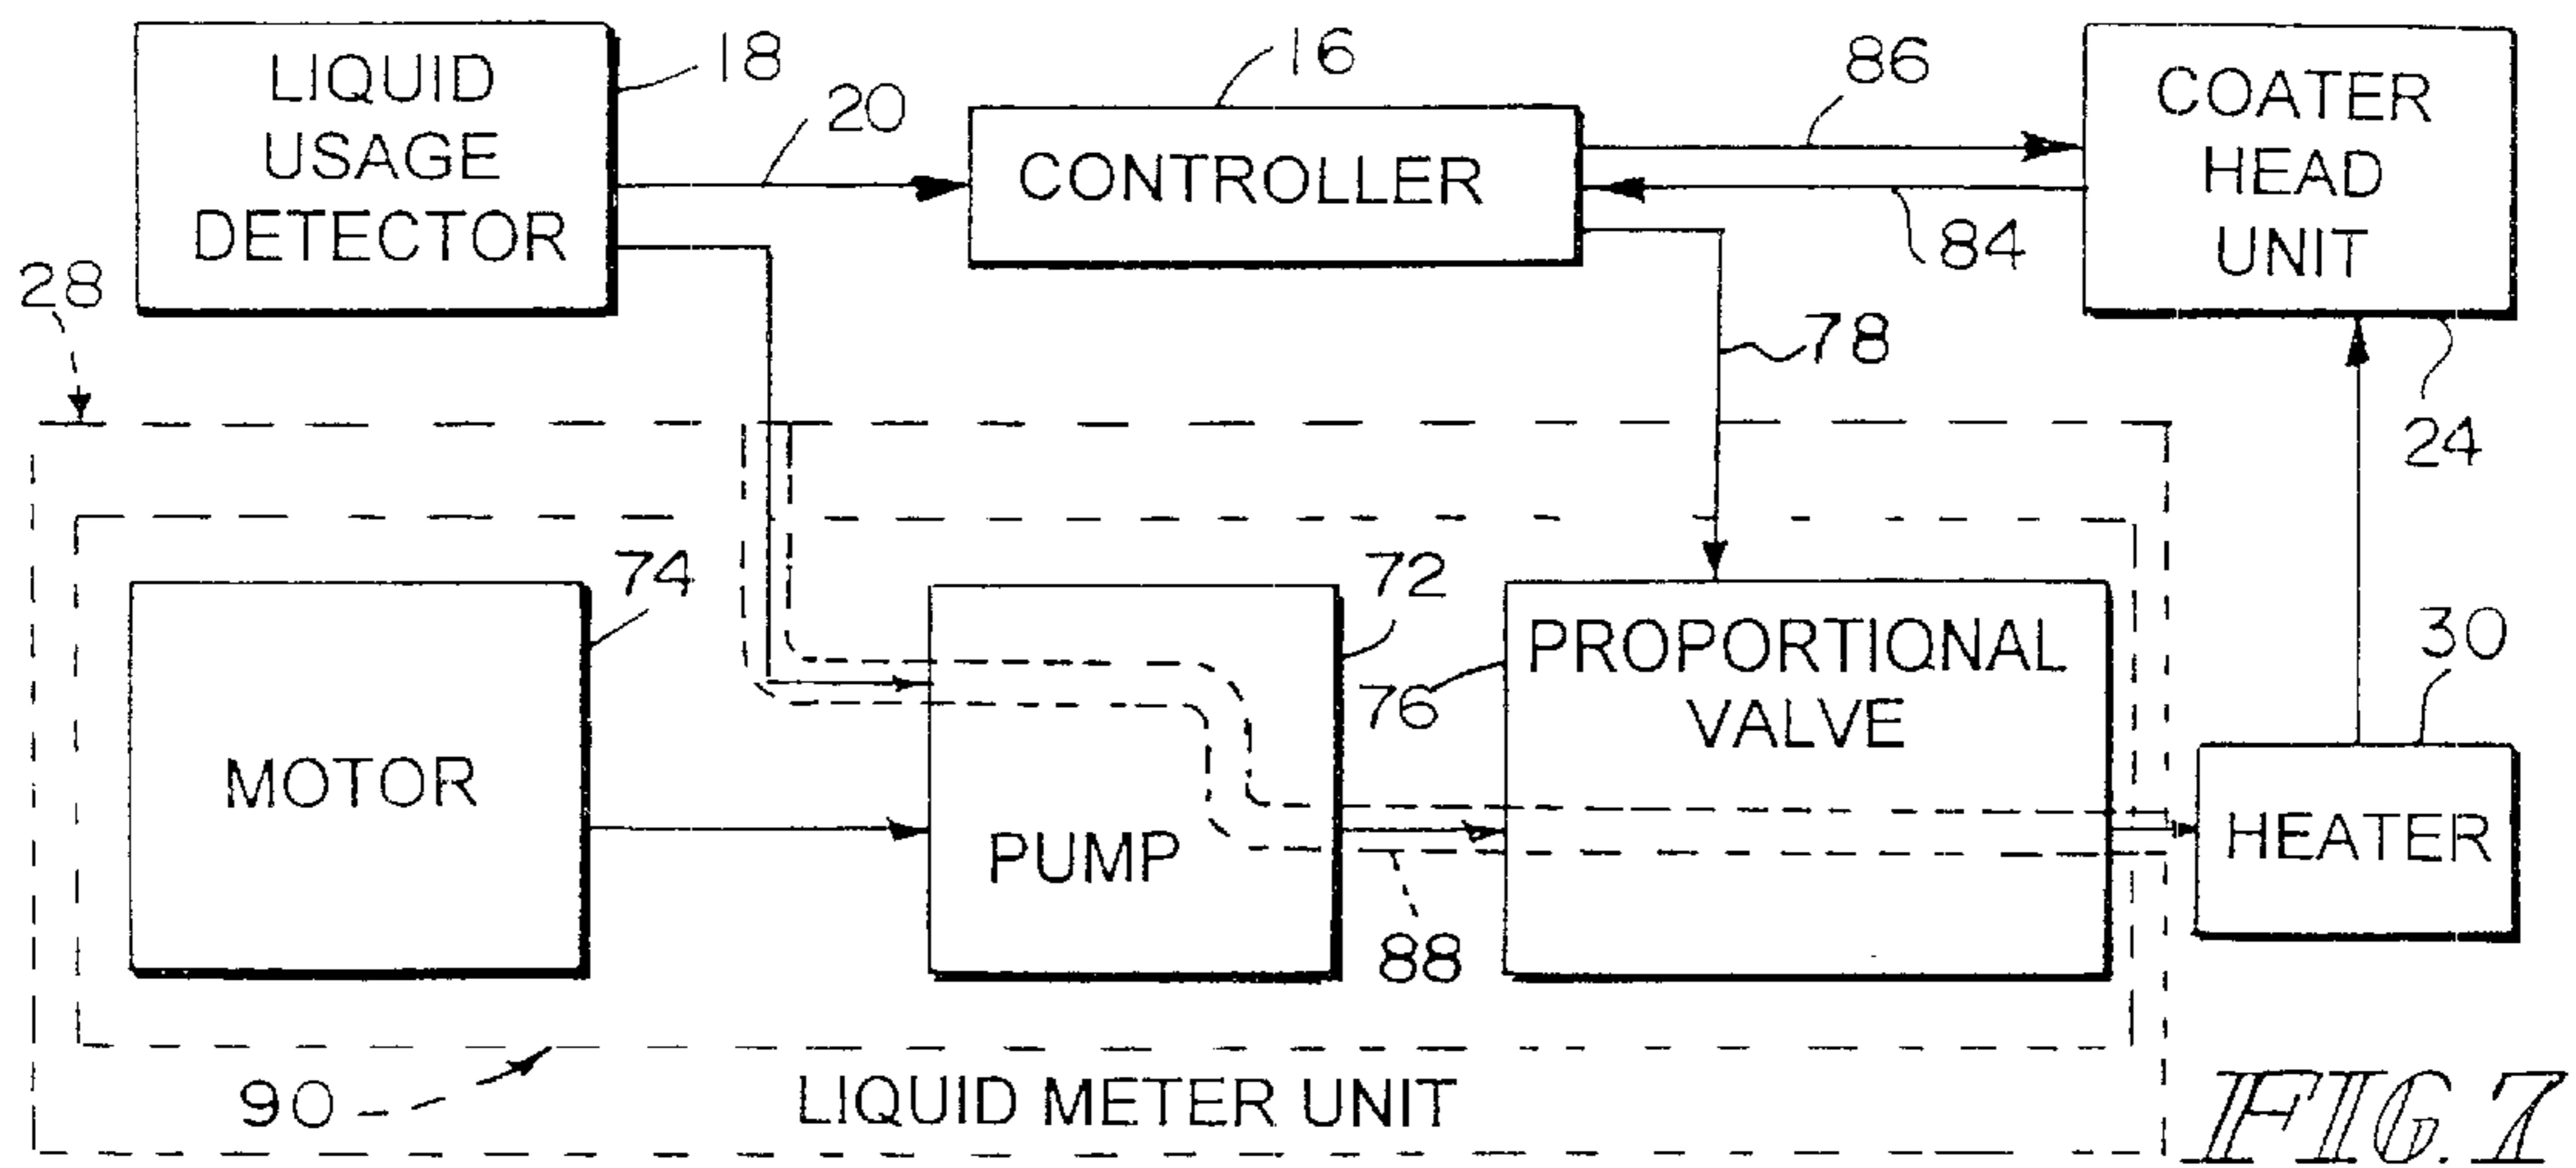 LIQUID
USAGE
DETECTOR
18
20
16
CONTROLLER
86
84
COATER
HEAD
UNIT
28
78
24
74
72
30
MOTOR
PUMP
76
PROPORTIONAL
VALVE
HEATER
88
90
LIQUID METER UNIT
FIG. 7